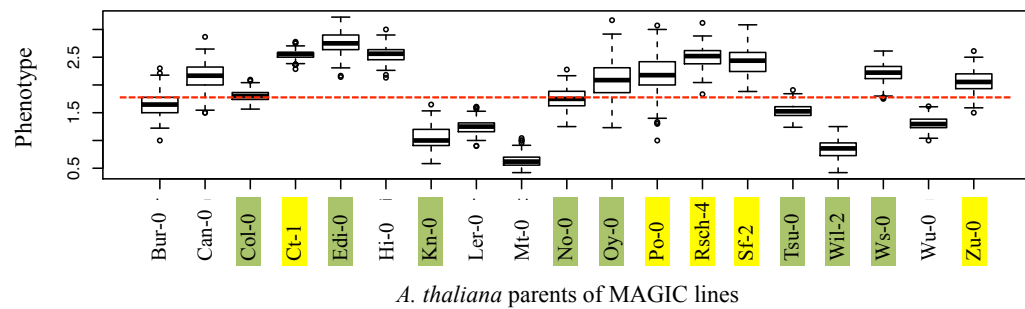 Phenotype
2.5
1.5
0.5
Bur-0
Can-0
Col-0
Ct-1
Edi-0
Hi-0
Kn-0
Ler-0
Mt-0
No-0
Oy-0
Po-0
Rsch-4
Sf-2
Tsu-0
Wil-2
Ws-0
Wu-0
Zu-0
A. thaliana parents of MAGIC lines